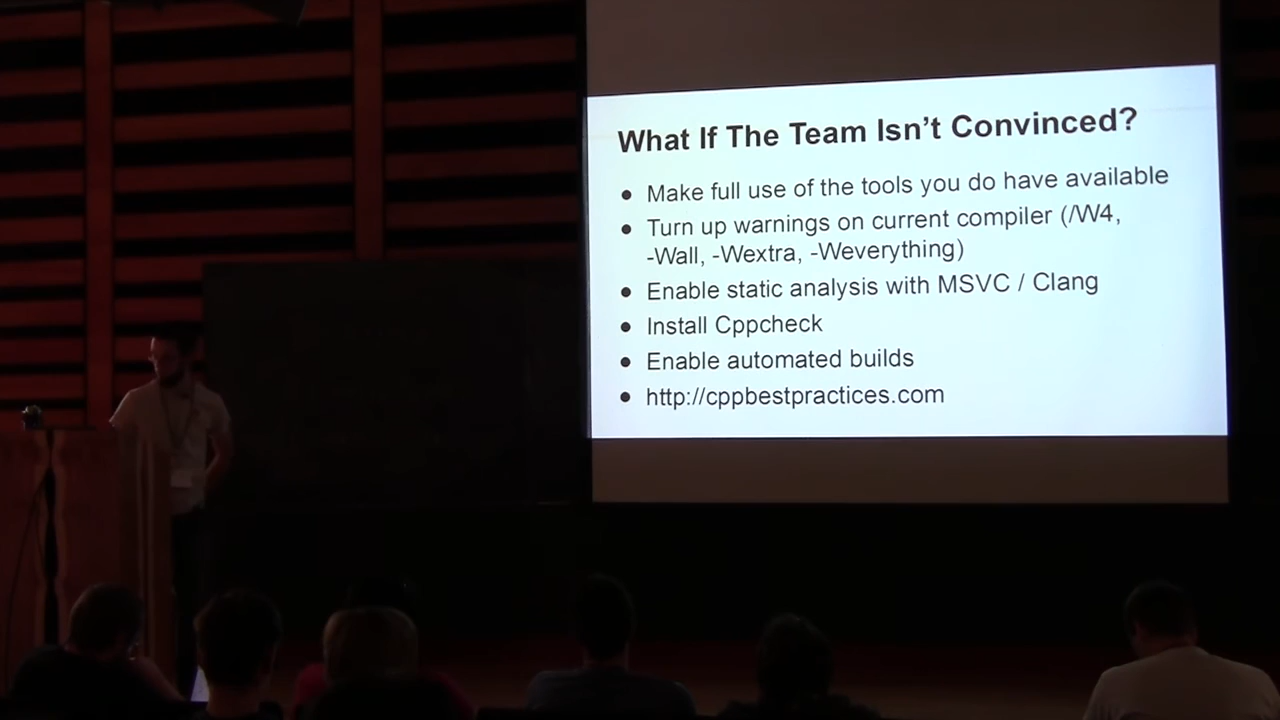 What If The Team Isn't Convinced?
● Make full use of the tools you do have available
● Turn up warnings on current compiler (/W4,
-Wall, -Wextra, -Weverything)
● Enable static analysis with MSVC / Clang
● Install Cppcheck
● Enable automated builds
● http://cppbestpractices.com